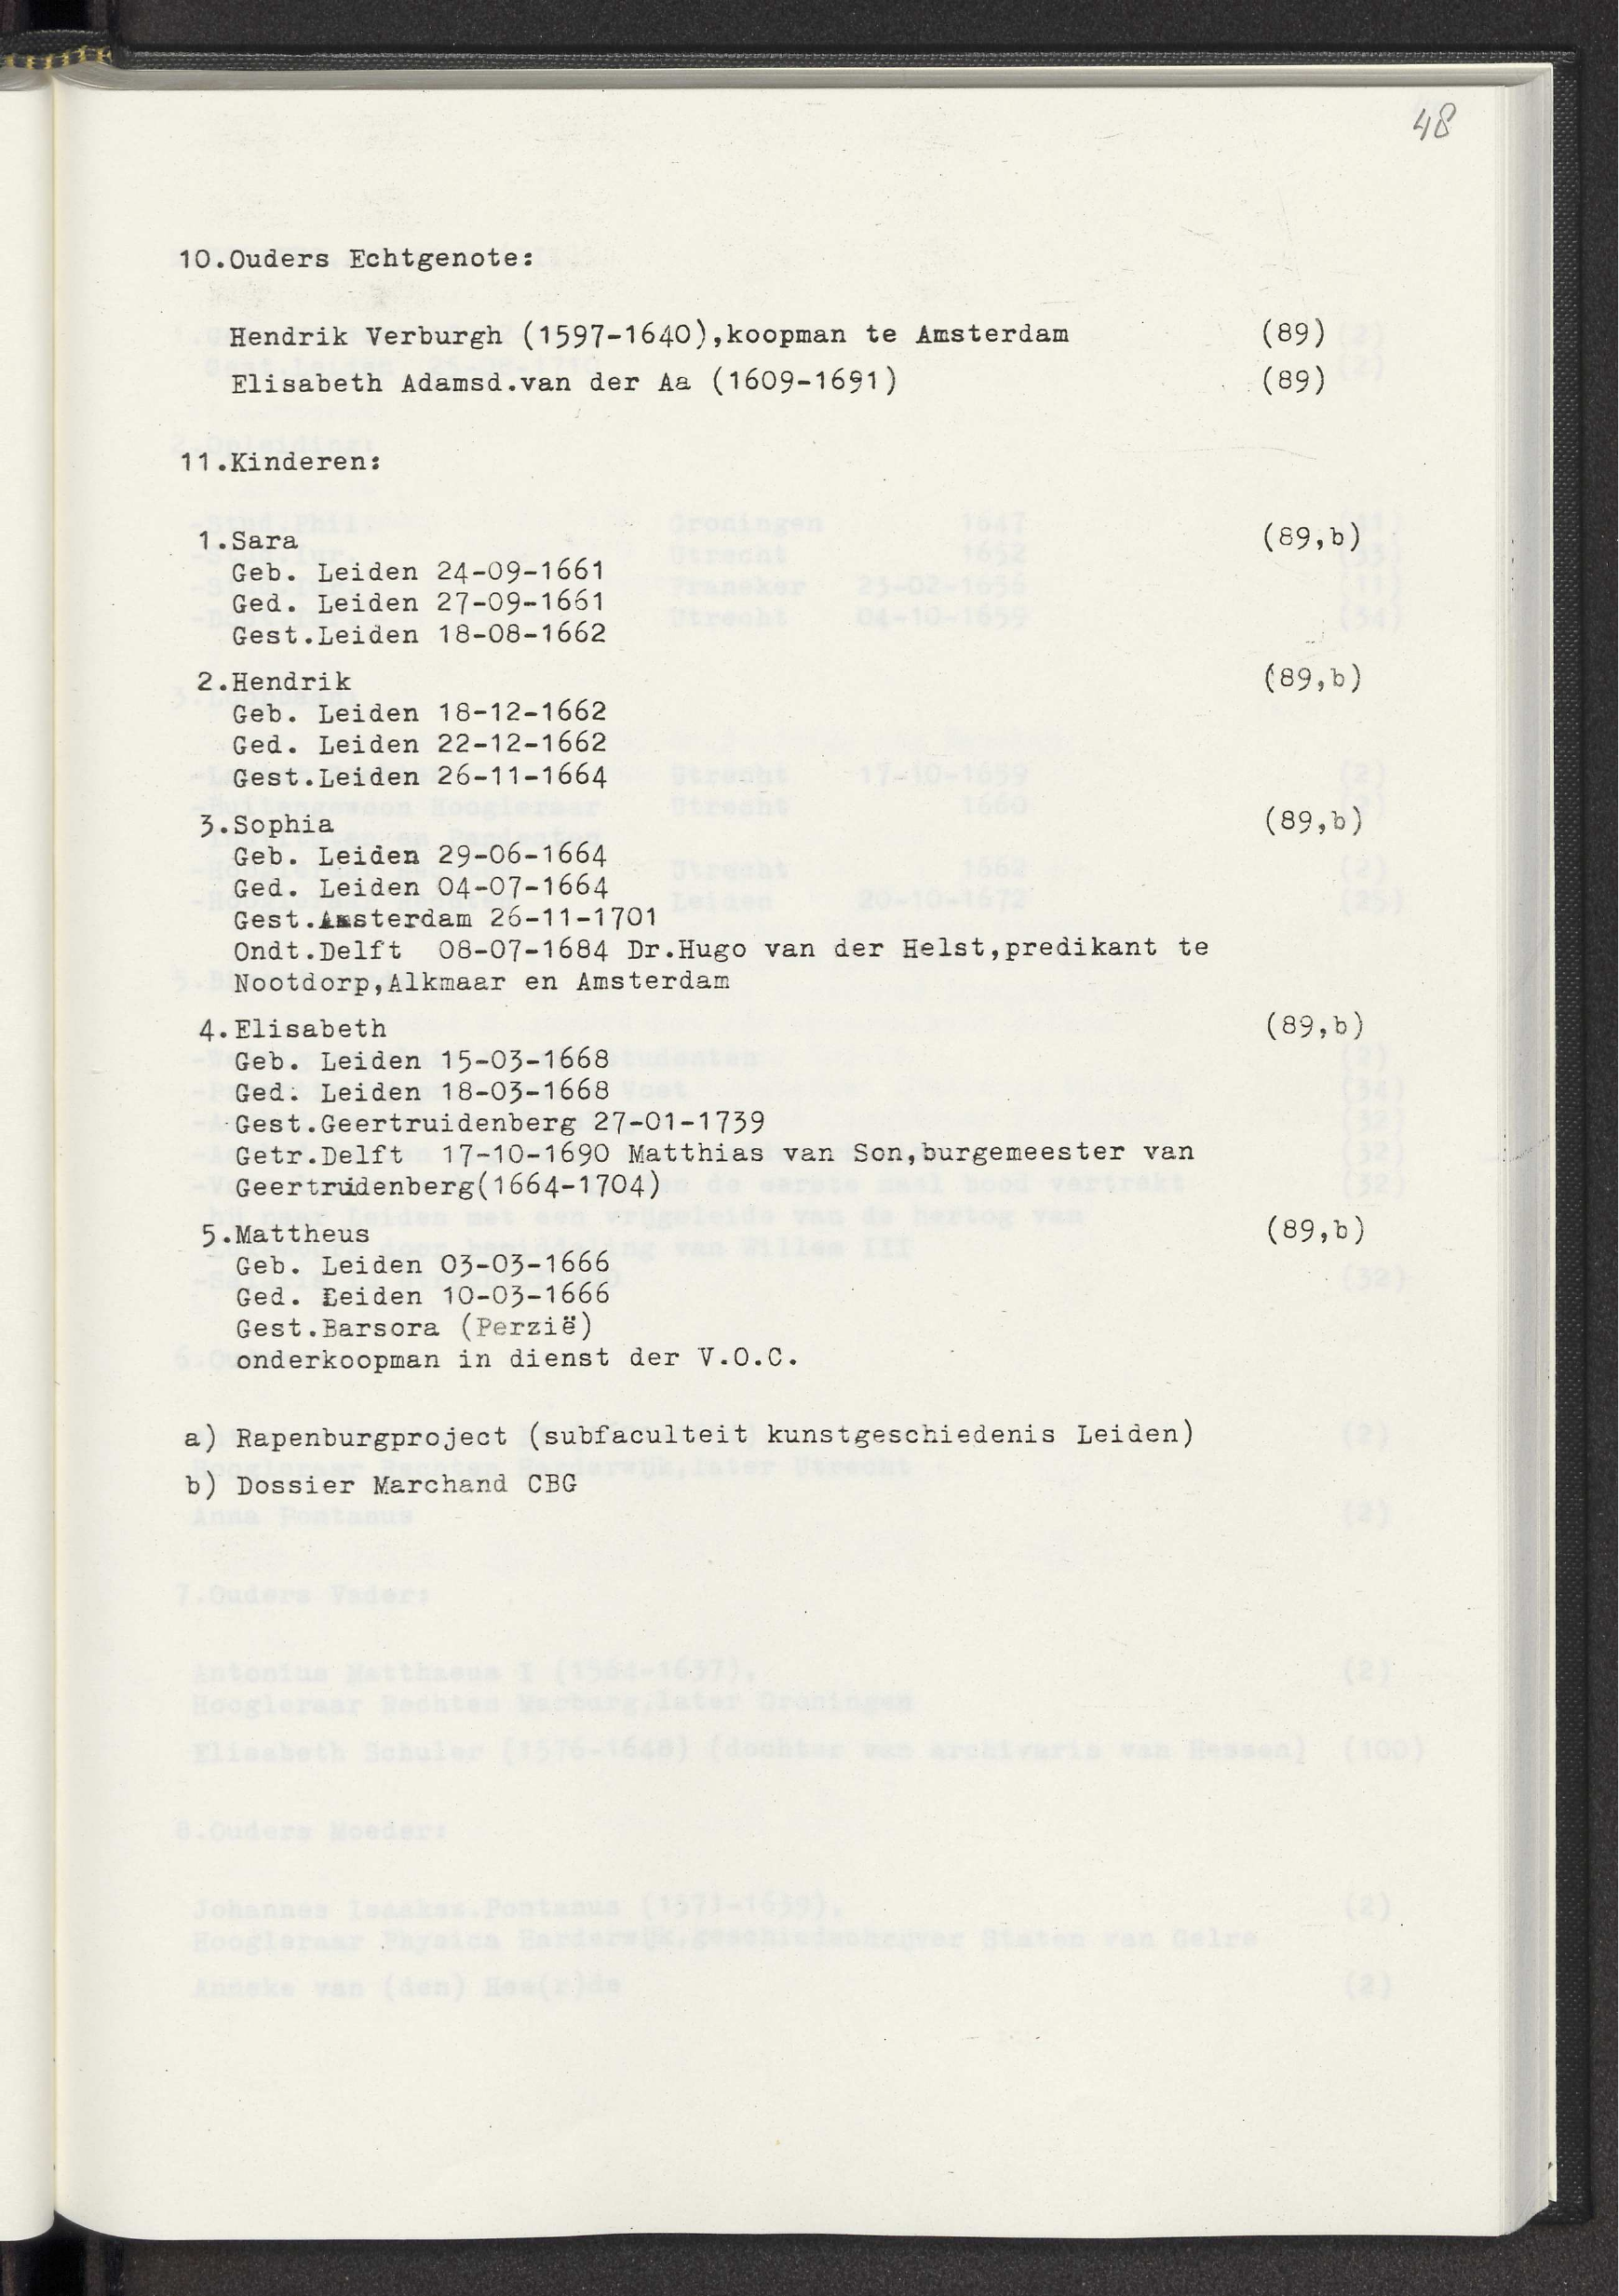 48
10.Ouders Echtgenote:
Hendrik Verburgh (1597-1640),koopman te Amsterdam (89)
Elisabeth Adamsd.van der Aa (1609-1691) (89)
11.Kinderen:
1.Sara (89,b)
Geb. Leiden 24-09-1661
Ged. Leiden 27-09-1661
Gest.Leiden 18-08-1662
2.Hendrik (89,b)
Geb. Leiden 18-12-1662
Ged. Leiden 22-12-1662
Gest.Leiden 26-11-1664
3.Sophia (89,b)
Geb. Leiden 29-06-1664
Ged. Leiden 04-07-1664
Gest.Amsterdam 26-11-1701
Ondt.Delft 08-07-1684 Dr.Hugo van der Helst,predikant te
Nootdorp,Alkmaar en Amsterdam
4.Elisabeth (89,b)
Geb. Leiden 15-03-1668
Ged. Leiden 18-03-1668
Gest.Geertruidenberg 27-01-1739
Getr.Delft 17-10-1690 Matthias van Son,burgemeester van
Geertruidenberg(1664-1704)
5.Mattheus (89,b)
Geb. Leiden 03-03-1666
Ged. Leiden 10-03-1666
Gest.Barsora (Perzië)
onderkoopman in dienst der V.O.C.
a) Rapenburgproject (subfaculteit kunstgeschiedenis Leiden)
b) Dossier Marchand CBG